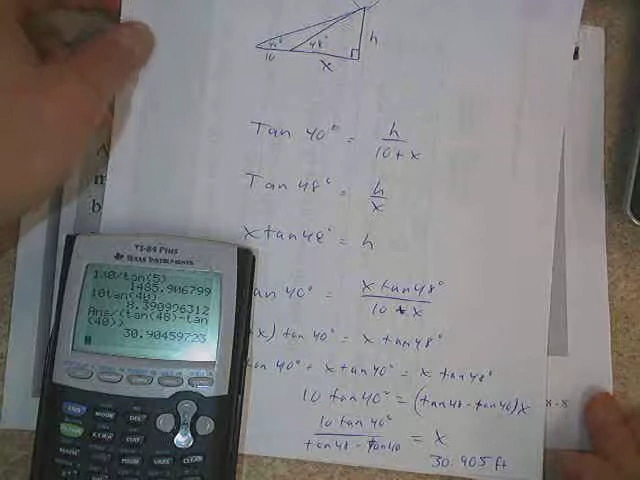 40°
48°
h
10
x
Tan 40° = h / 10+x
Tan 48° = h / x
x tan 48° = h
an 40° = x tan 48° / 10 + x
x) tan 40° = x tan 48°
tan 40° + x tan 40° = x tan 48°
10 tan 40° = (tan 48 - tan 40) x
10 tan 40° / tan 48 - tan 40 = x
30.905 ft
TI-84 Plus
TEXAS INSTRUMENTS
130/tan(5)
1485.906799
10tan(40)
8.390996312
Ans/(tan(48)-tan
(40))
30.90459723